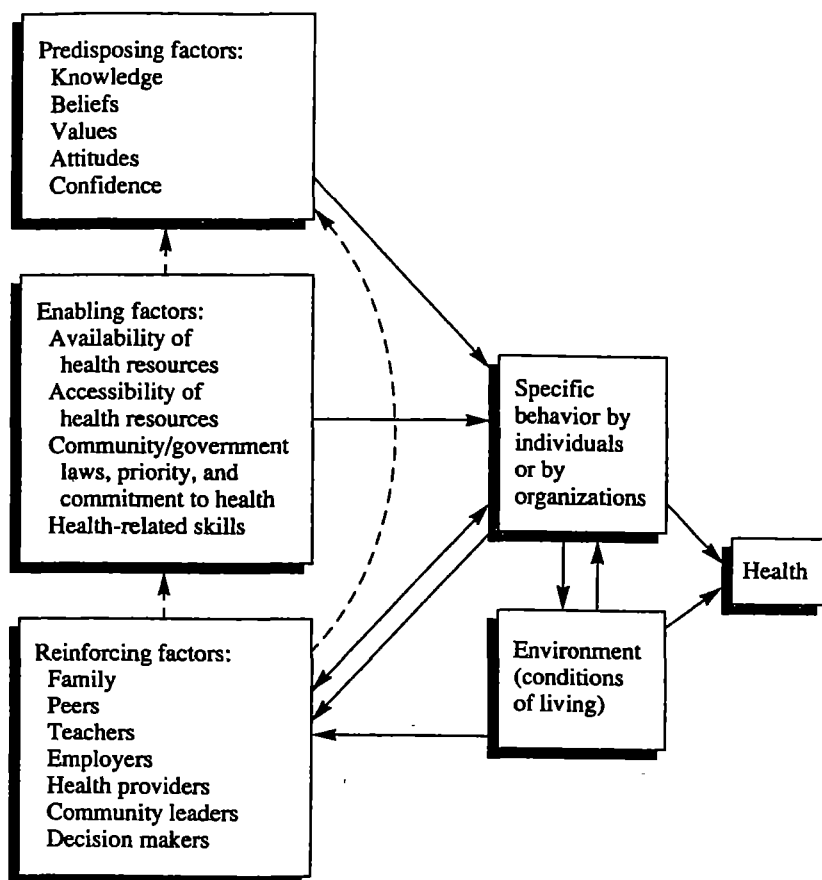 Predisposing factors:
Knowledge
Beliefs
Values
Attitudes
Confidence
Enabling factors:
Availability of
health resources
Accessibility of
health resources
Community/government
laws, priority, and
commitment to health
Health-related skills
Reinforcing factors:
Family
Peers
Teachers
Employers
Health providers
Community leaders
Decision makers
Specific
behavior by
individuals
or by
organizations
Environment
(conditions
of living)
Health